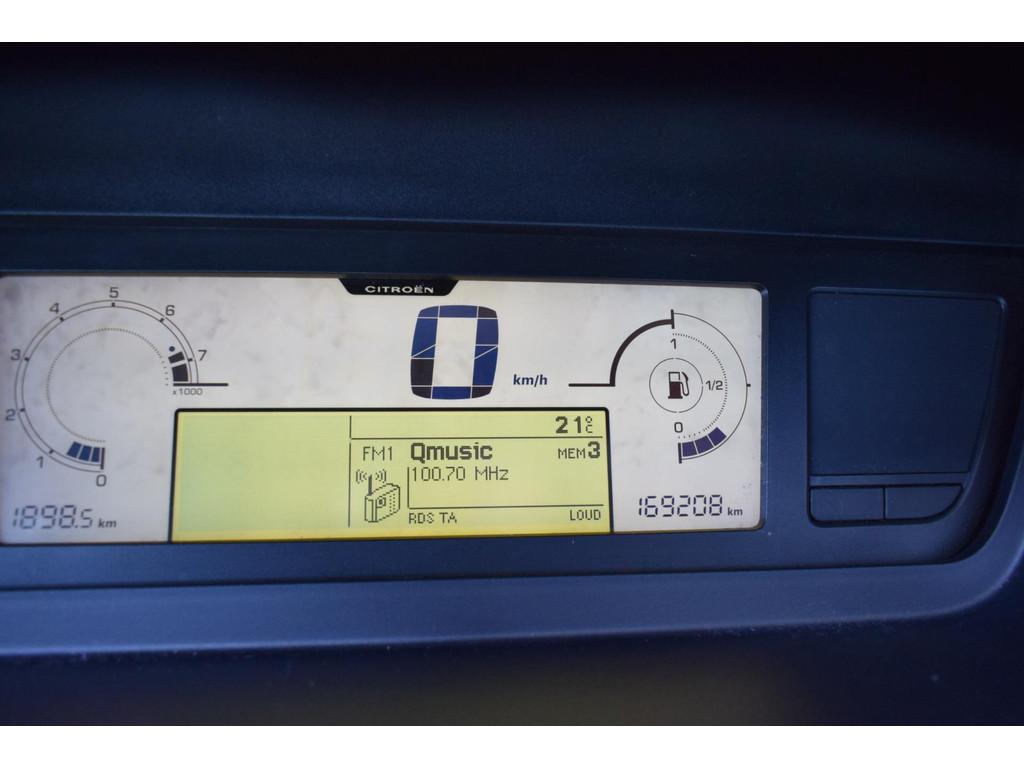 CITROËN
5
4 6
3 7
x1000
2
1
0
1898.5 km
0 km/h
21°C
FM1 Qmusic MEM3
100.70 MHz
RDS TA LOUD
1
1/2
0
169208 km